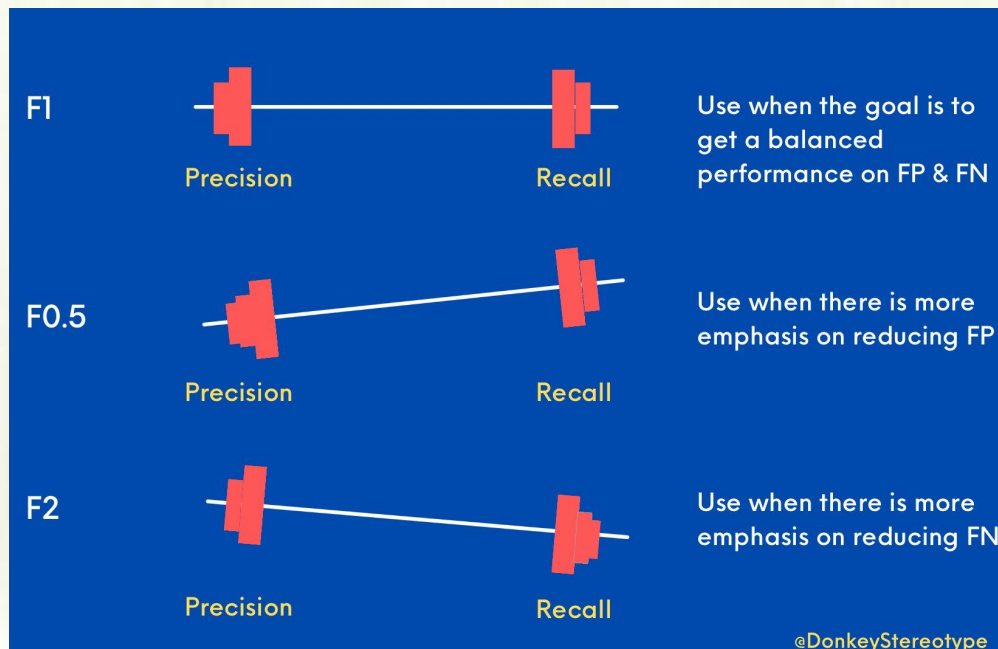 F1
Precision
Recall
Use when the goal is to
get a balanced
performance on FP & FN
F0.5
Precision
Recall
Use when there is more
emphasis on reducing FP
F2
Precision
Recall
Use when there is more
emphasis on reducing FN
@DonkeyStereotype